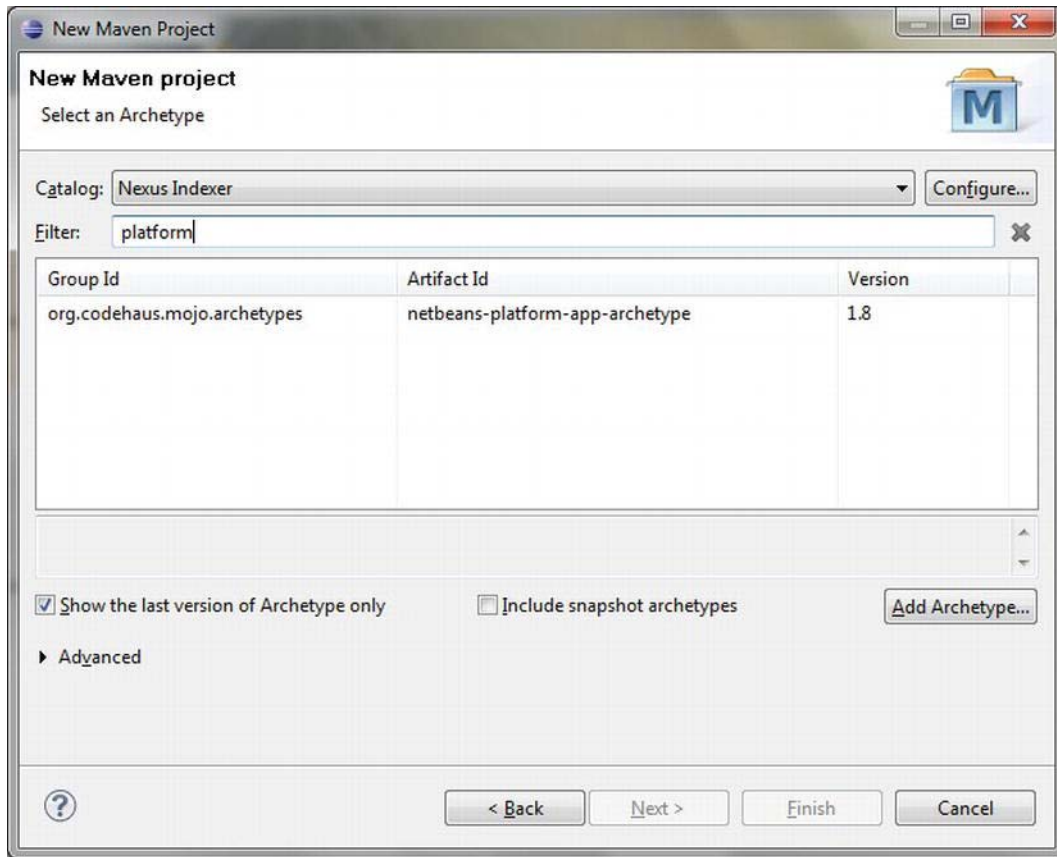 New Maven Project
New Maven project
Select an Archetype
M
Catalog: Nexus Indexer Configure...
Filter: platform
Group Id Artifact Id Version
org.codehaus.mojo.archetypes netbeans-platform-app-archetype 1.8
Show the last version of Archetype only Include snapshot archetypes Add Archetype...
Advanced
? < Back Next > Finish Cancel